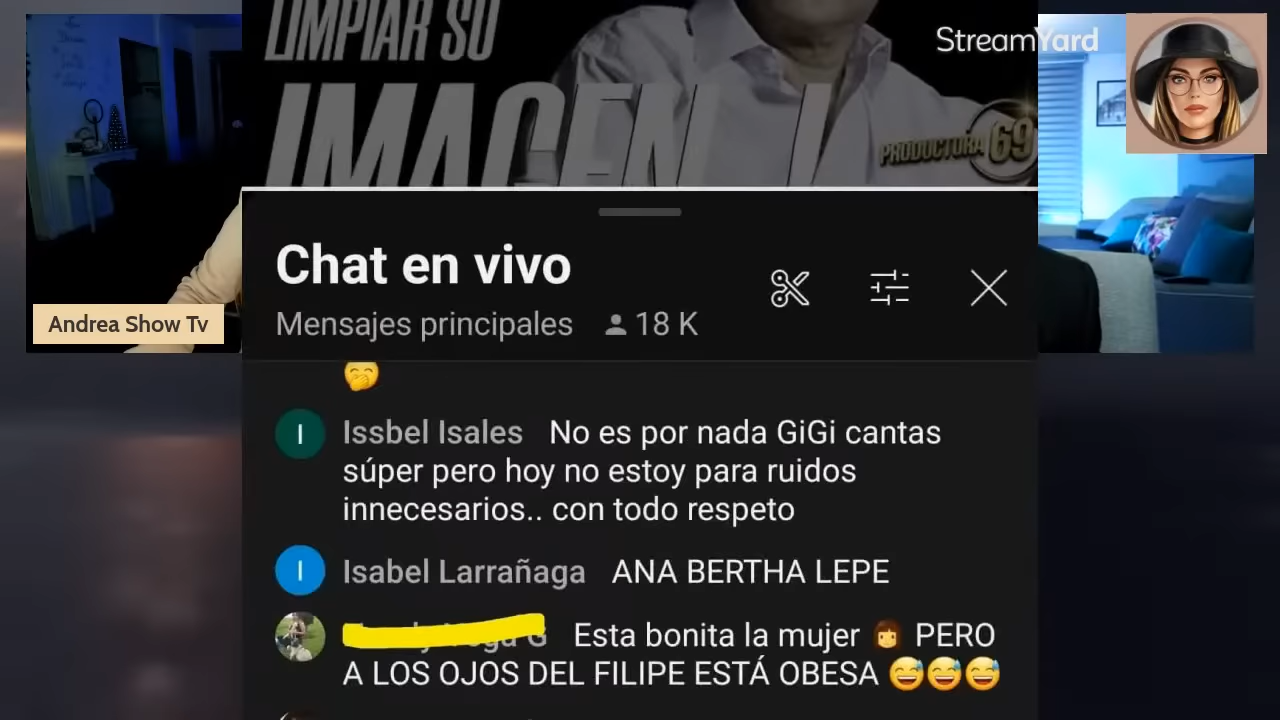 LIMPIAR SU
IMAGEN
PRODUCTORA 69
StreamYard
Andrea Show Tv
Chat en vivo
Mensajes principales 18 K
Issbel Isales No es por nada GiGi cantas
súper pero hoy no estoy para ruidos
innecesarios.. con todo respeto
Isabel Larrañaga ANA BERTHA LEPE
G Esta bonita la mujer 👩 PERO
A LOS OJOS DEL FILIPE ESTÁ OBESA 😅😅😅